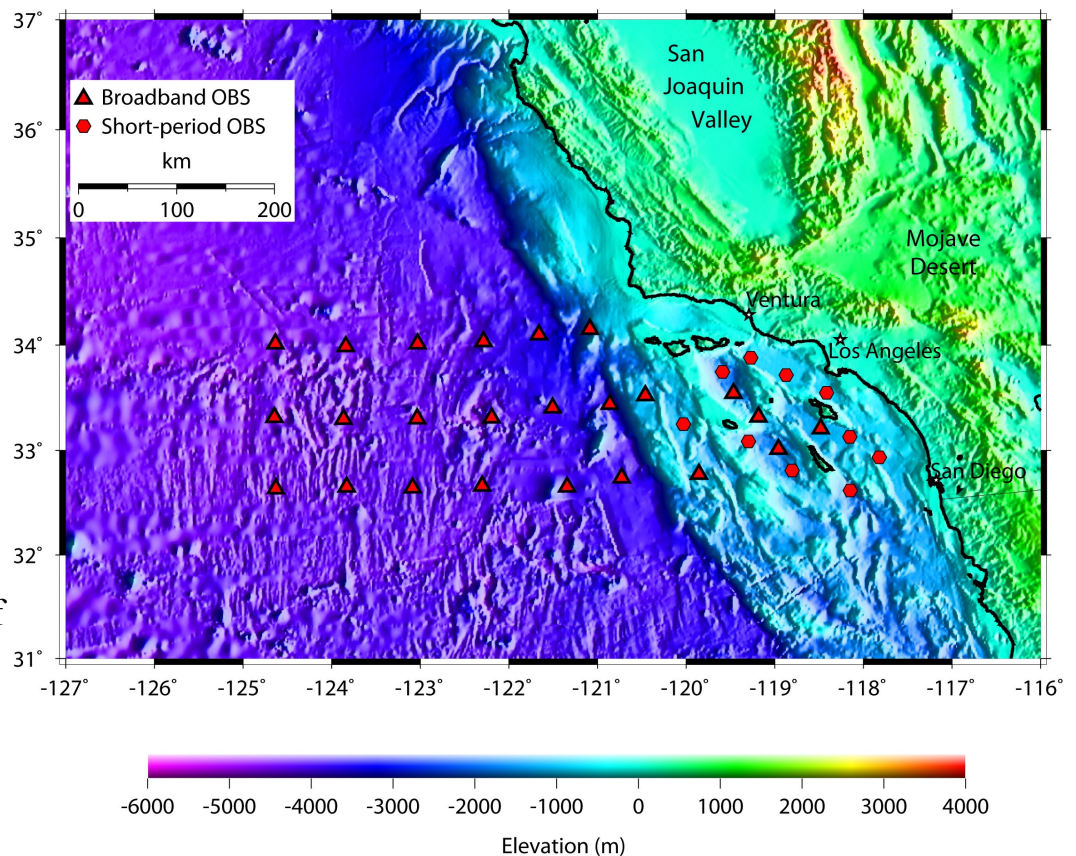 37°
36°
35°
34°
33°
32°
31°
Broadband OBS
Short-period OBS
km
0 100 200
San
Joaquin
Valley
Mojave
Desert
Ventura
Los Angeles
San Diego
f
-127° -126° -125° -124° -123° -122° -121° -120° -119° -118° -117° -116°
-6000 -5000 -4000 -3000 -2000 -1000 0 1000 2000 3000 4000
Elevation (m)